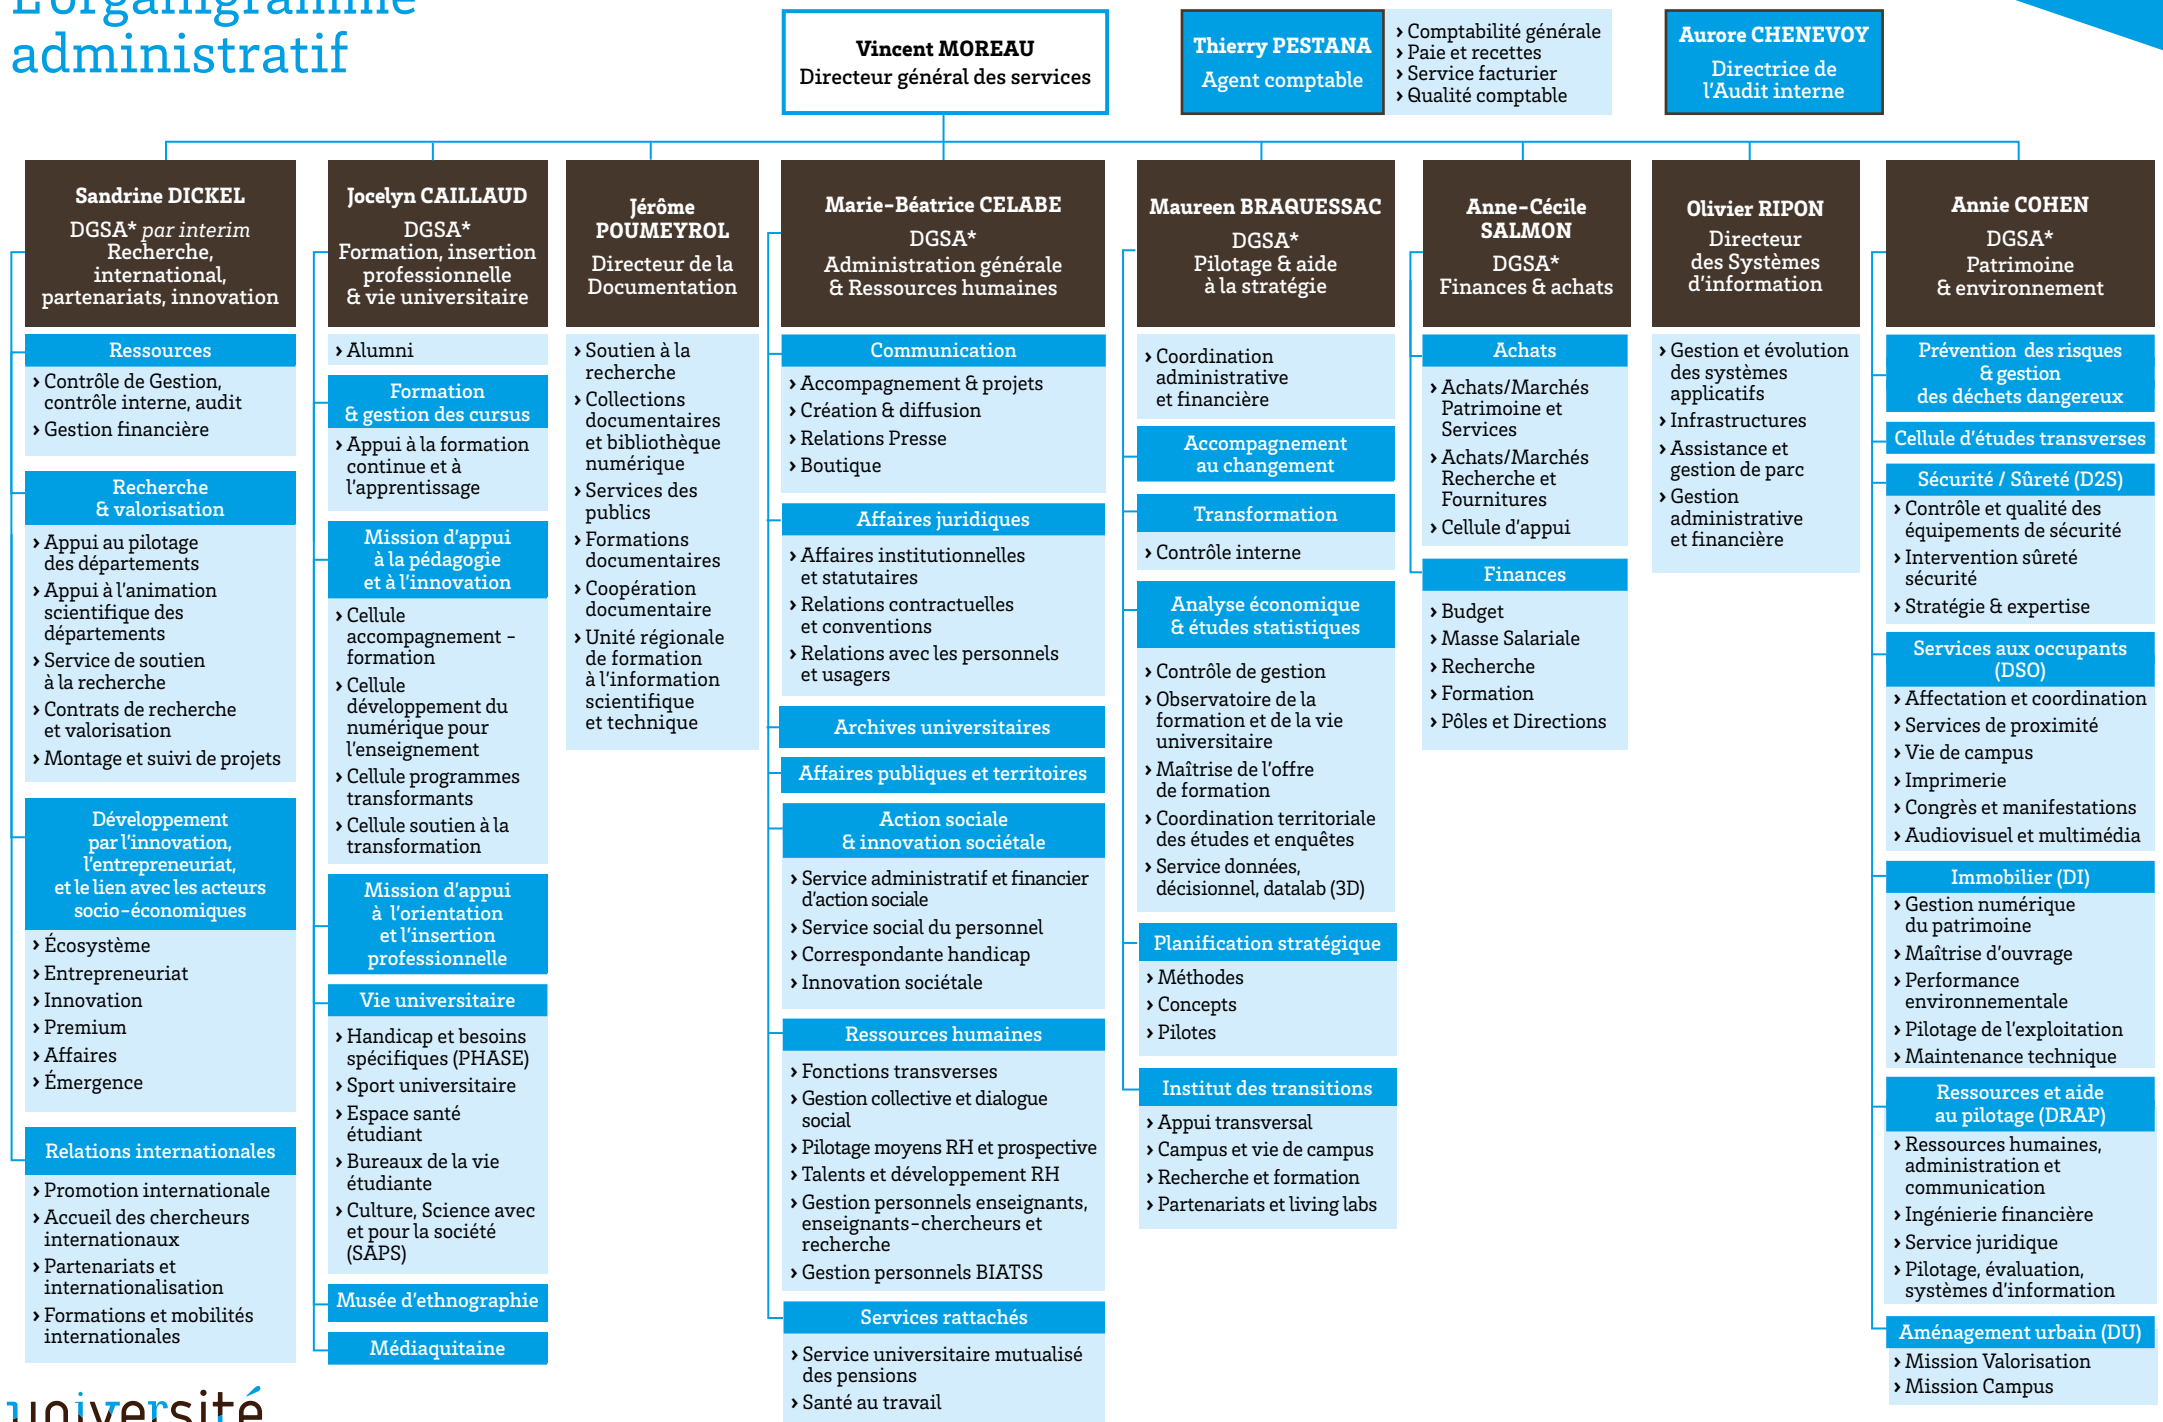 L'organigramme
administratif
Vincent MOREAU
Directeur général des services
Thierry PESTANA
Agent comptable
› Comptabilité générale
› Paie et recettes
› Service facturier
› Qualité comptable
Aurore CHENEVOY
Directrice de
l'Audit interne
Sandrine DICKEL
DGSA* par interim
Recherche,
international,
partenariats, innovation
Ressources
› Contrôle de Gestion,
contrôle interne, audit
› Gestion financière
Recherche
& valorisation
› Appui au pilotage
des départements
› Appui à l'animation
scientifique des
départements
› Service de soutien
à la recherche
› Contrats de recherche
et valorisation
› Montage et suivi de projets
Développement
par l'innovation,
l'entrepreneuriat,
et le lien avec les acteurs
socio-économiques
› Écosystème
› Entrepreneuriat
› Innovation
› Premium
› Affaires
› Émergence
Relations internationales
› Promotion internationale
› Accueil des chercheurs
internationaux
› Partenariats et
internationalisation
› Formations et mobilités
internationales
Jocelyn CAILLAUD
DGSA*
Formation, insertion
professionnelle
& vie universitaire
› Alumni
Formation
& gestion des cursus
› Appui à la formation
continue et à
l'apprentissage
Mission d'appui
à la pédagogie
et à l'innovation
› Cellule
accompagnement -
formation
› Cellule
développement du
numérique pour
l'enseignement
› Cellule programmes
transformants
› Cellule soutien à la
transformation
Mission d'appui
à l'orientation
et l'insertion
professionnelle
Vie universitaire
› Handicap et besoins
spécifiques (PHASE)
› Sport universitaire
› Espace santé
étudiant
› Bureaux de la vie
étudiante
› Culture, Science avec
et pour la société
(SAPS)
Musée d'ethnographie
Médiaquitaine
Jérôme
POUMEYROL
Directeur de la
Documentation
› Soutien à la
recherche
› Collections
documentaires
et bibliothèque
numérique
› Services des
publics
› Formations
documentaires
› Coopération
documentaire
› Unité régionale
de formation
à l'information
scientifique
et technique
Marie-Béatrice CELABE
DGSA*
Administration générale
& Ressources humaines
Communication
› Accompagnement & projets
› Création & diffusion
› Relations Presse
› Boutique
Affaires juridiques
› Affaires institutionnelles
et statutaires
› Relations contractuelles
et conventions
› Relations avec les personnels
et usagers
Archives universitaires
Affaires publiques et territoires
Action sociale
& innovation sociétale
› Service administratif et financier
d'action sociale
› Service social du personnel
› Correspondante handicap
› Innovation sociétale
Ressources humaines
› Fonctions transverses
› Gestion collective et dialogue
social
› Pilotage moyens RH et prospective
› Talents et développement RH
› Gestion personnels enseignants,
enseignants-chercheurs et
recherche
› Gestion personnels BIATSS
Services rattachés
› Service universitaire mutualisé
des pensions
› Santé au travail
Maureen BRAQUESSAC
DGSA*
Pilotage & aide
à la stratégie
› Coordination
administrative
et financière
Accompagnement
au changement
Transformation
› Contrôle interne
Analyse économique
& études statistiques
› Contrôle de gestion
› Observatoire de la
formation et de la vie
universitaire
› Maîtrise de l'offre
de formation
› Coordination territoriale
des études et enquêtes
› Service données,
décisionnel, datalab (3D)
Planification stratégique
› Méthodes
› Concepts
› Pilotes
Institut des transitions
› Appui transversal
› Campus et vie de campus
› Recherche et formation
› Partenariats et living labs
Anne-Cécile
SALMON
DGSA*
Finances & achats
Achats
› Achats/Marchés
Patrimoine et
Services
› Achats/Marchés
Recherche et
Fournitures
› Cellule d'appui
Finances
› Budget
› Masse Salariale
› Recherche
› Formation
› Pôles et Directions
Olivier RIPON
Directeur
des Systèmes
d'information
› Gestion et évolution
des systèmes
applicatifs
› Infrastructures
› Assistance et
gestion de parc
› Gestion
administrative
et financière
Annie COHEN
DGSA*
Patrimoine
& environnement
Prévention des risques
& gestion
des déchets dangereux
Cellule d'études transverses
Sécurité / Sûreté (D2S)
› Contrôle et qualité des
équipements de sécurité
› Intervention sûreté
sécurité
› Stratégie & expertise
Services aux occupants
(DSO)
› Affectation et coordination
› Services de proximité
› Vie de campus
› Imprimerie
› Congrès et manifestations
› Audiovisuel et multimédia
Immobilier (DI)
› Gestion numérique
du patrimoine
› Maîtrise d'ouvrage
› Performance
environnementale
› Pilotage de l'exploitation
› Maintenance technique
Ressources et aide
au pilotage (DRAP)
› Ressources humaines,
administration et
communication
› Ingénierie financière
› Service juridique
› Pilotage, évaluation,
systèmes d'information
Aménagement urbain (DU)
› Mission Valorisation
› Mission Campus
université